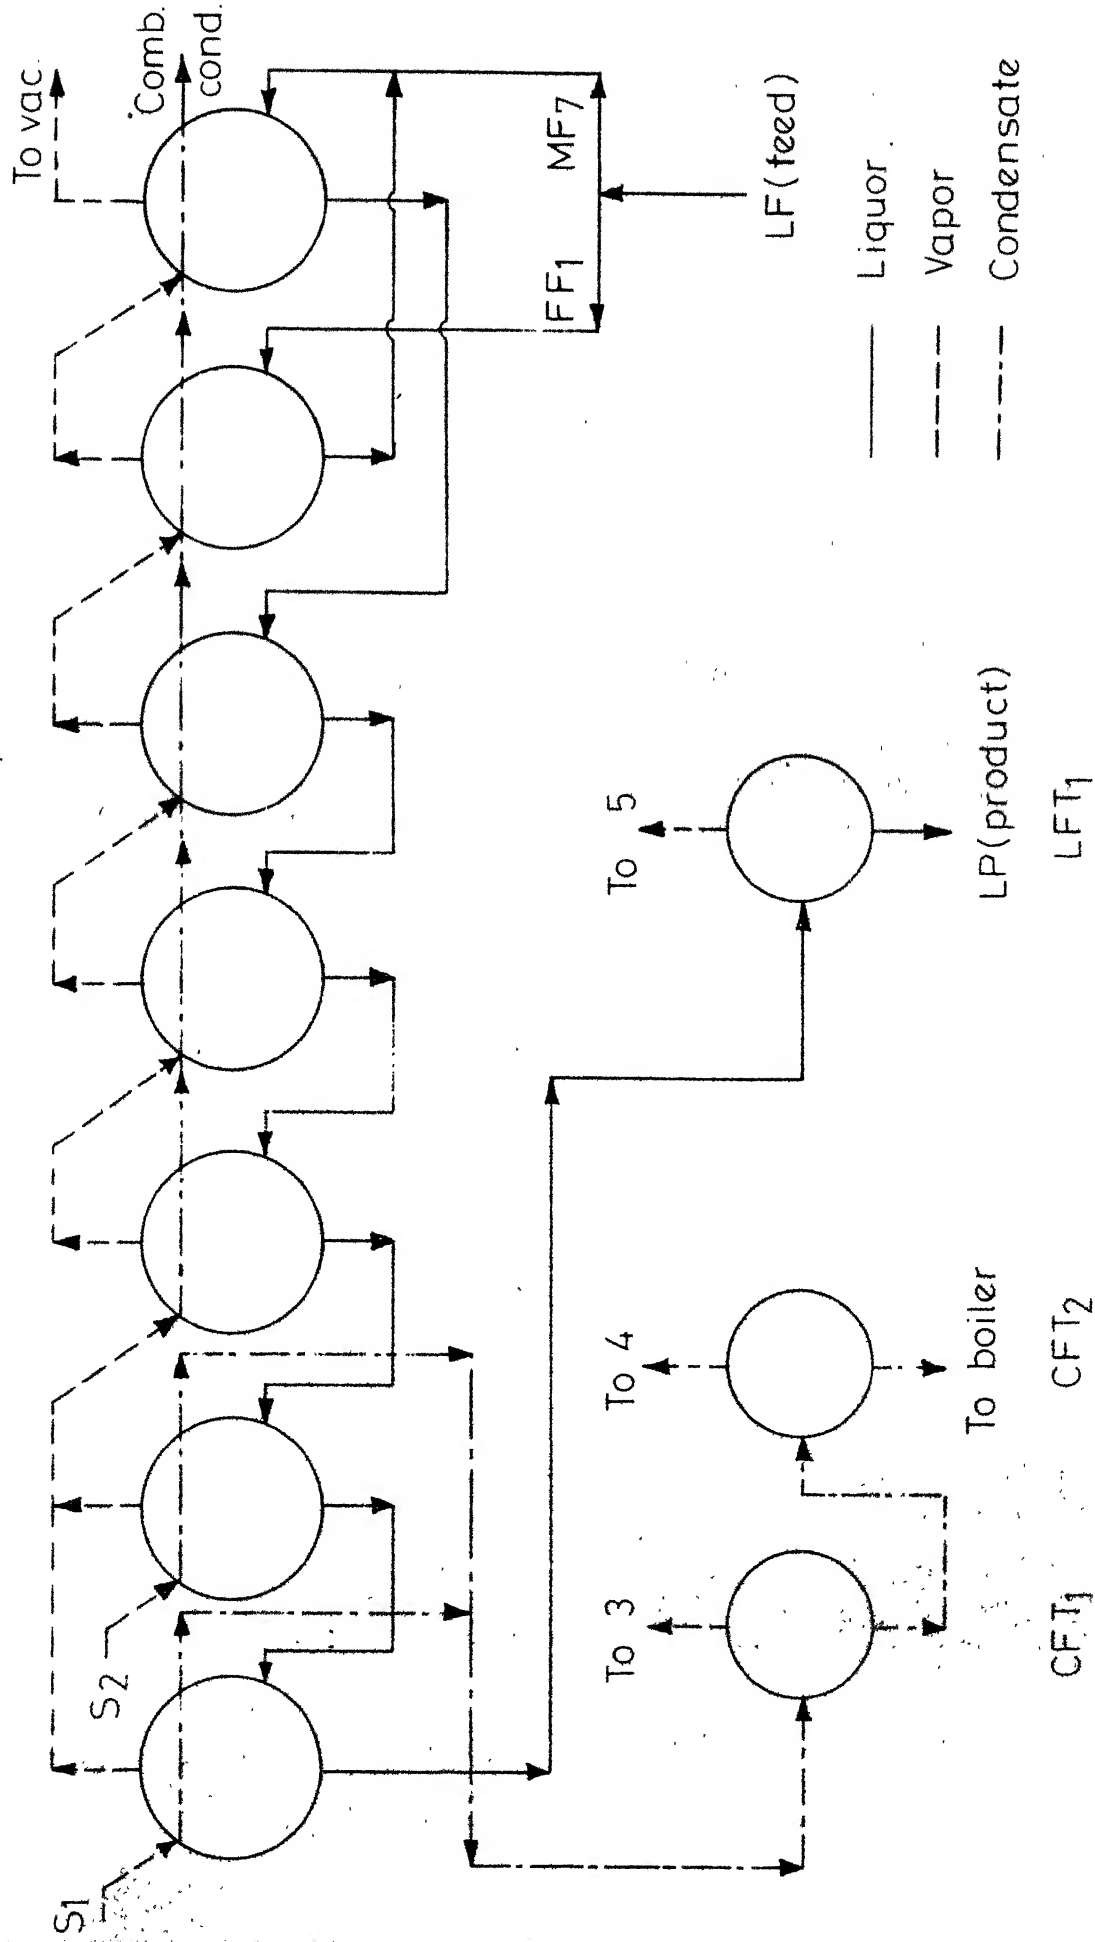 To vac.
Comb.
cond.
S1
S2
FF1
MF7
LF(feed)
To 3
To 4
To 5
To boiler
LP(product)
CFT1
CFT2
LFT1
Liquor
Vapor
Condensate